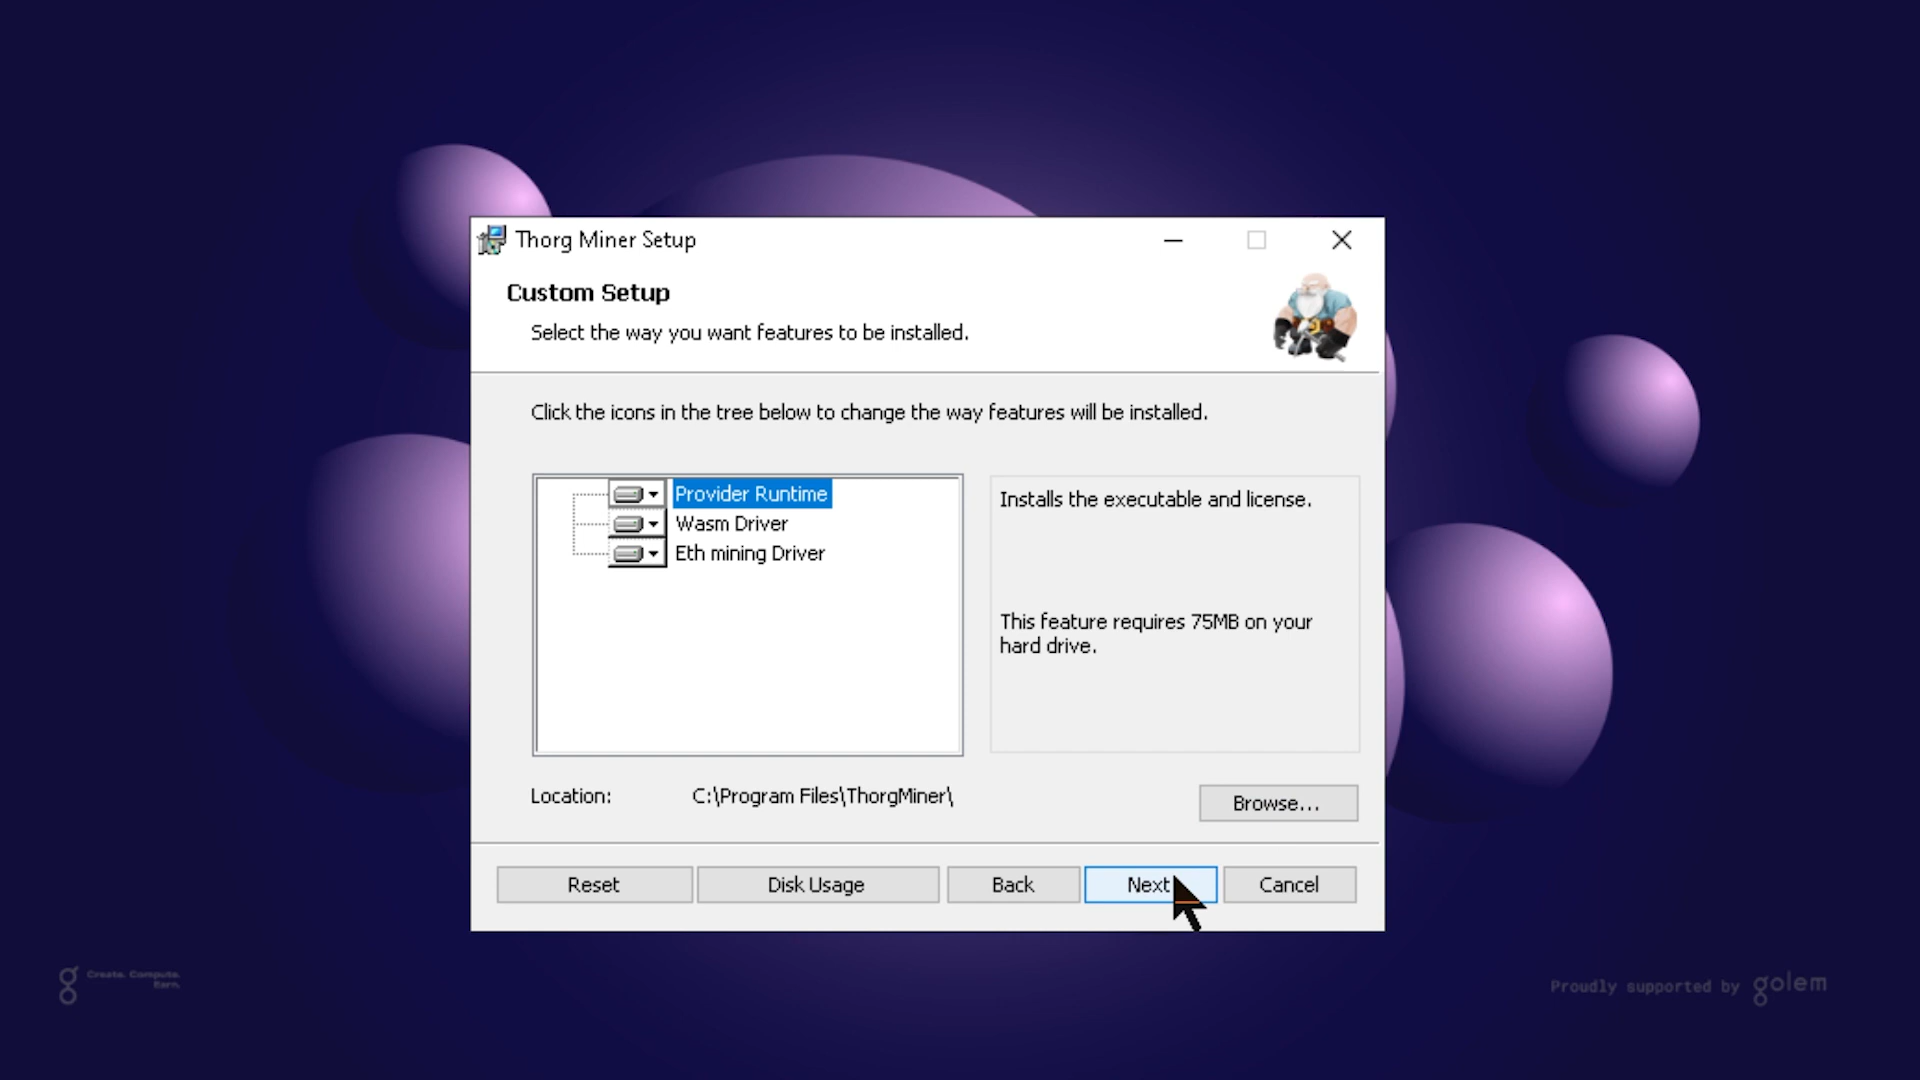 Thorg Miner Setup
Custom Setup
Select the way you want features to be installed.
Click the icons in the tree below to change the way features will be installed.
Provider Runtime
Wasm Driver
Eth mining Driver
Installs the executable and license.
This feature requires 75MB on your
hard drive.
Location: C:\Program Files\ThorgMiner\
Browse...
Reset Disk Usage Back Next Cancel
Create. Compute.
Earn.
Proudly supported by golem